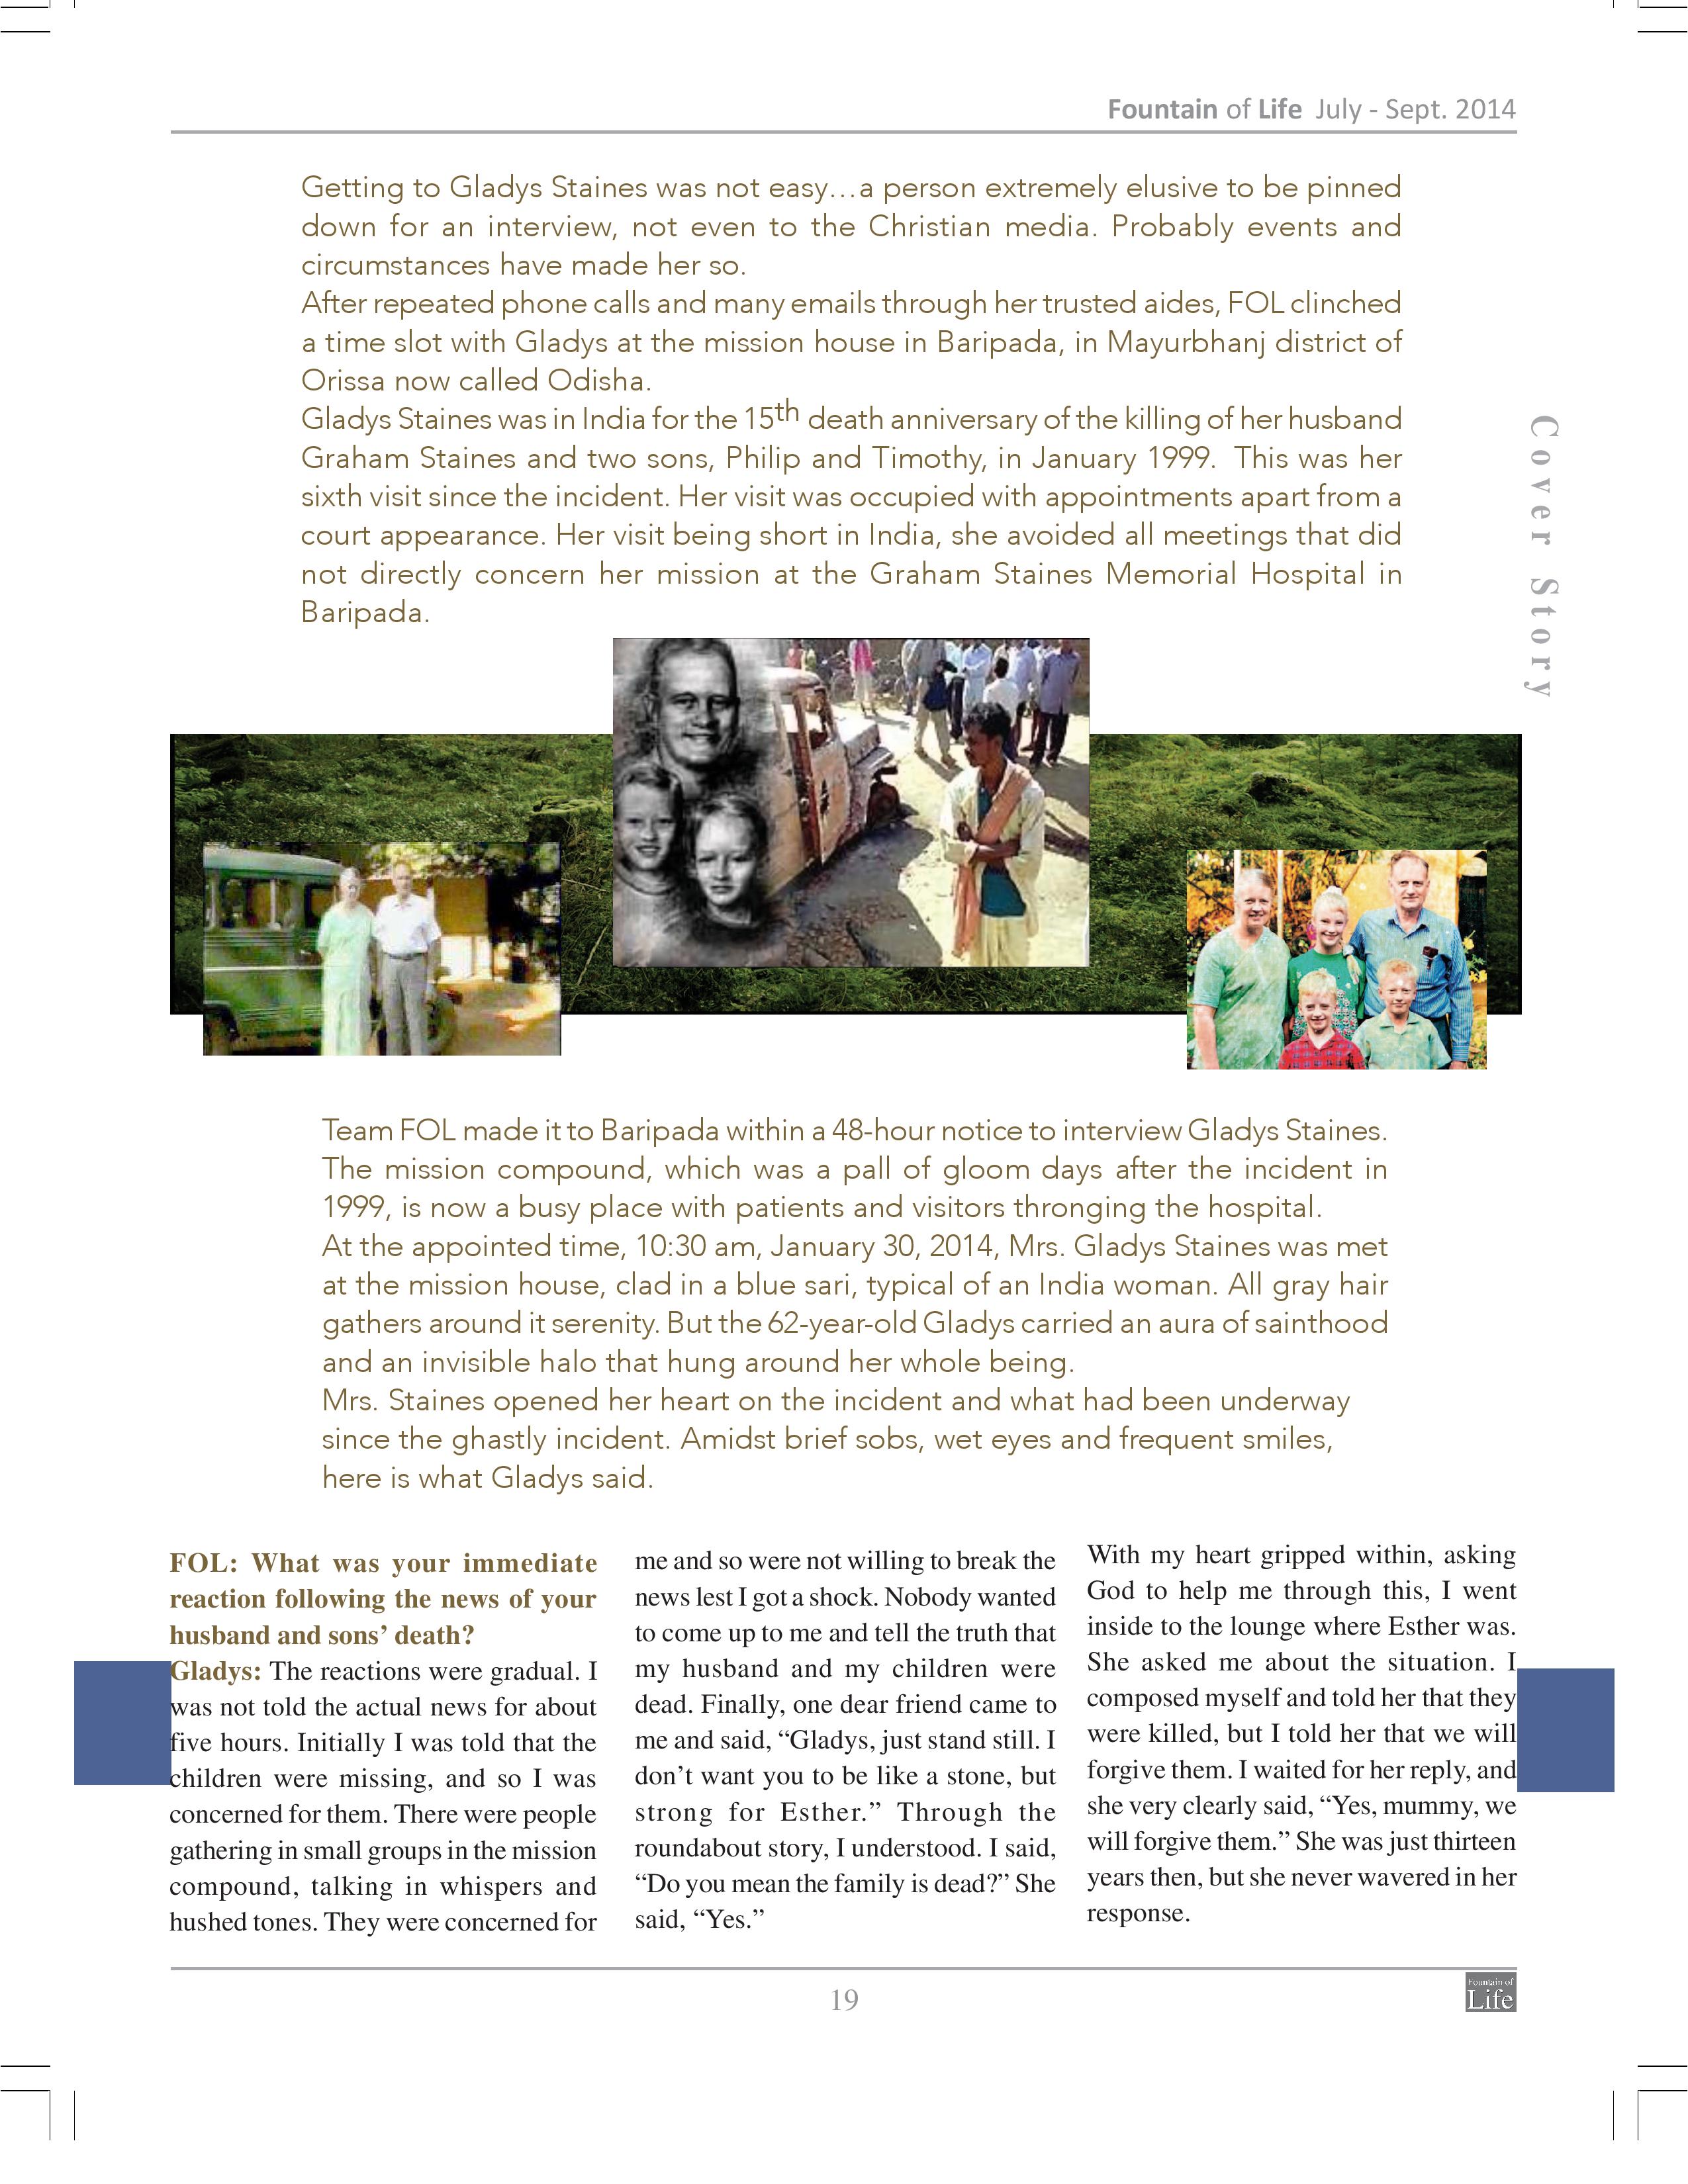 Fountain of Life July - Sept. 2014
Getting to Gladys Staines was not easy…a person extremely elusive to be pinned
down for an interview, not even to the Christian media. Probably events and
circumstances have made her so.
After repeated phone calls and many emails through her trusted aides, FOL clinched
a time slot with Gladys at the mission house in Baripada, in Mayurbhanj district of
Orissa now called Odisha.
Gladys Staines was in India for the 15th death anniversary of the killing of her husband
Graham Staines and two sons, Philip and Timothy, in January 1999. This was her
sixth visit since the incident. Her visit was occupied with appointments apart from a
court appearance. Her visit being short in India, she avoided all meetings that did
not directly concern her mission at the Graham Staines Memorial Hospital in
Baripada.
Cover Story
Team FOL made it to Baripada within a 48-hour notice to interview Gladys Staines.
The mission compound, which was a pall of gloom days after the incident in
1999, is now a busy place with patients and visitors thronging the hospital.
At the appointed time, 10:30 am, January 30, 2014, Mrs. Gladys Staines was met
at the mission house, clad in a blue sari, typical of an India woman. All gray hair
gathers around it serenity. But the 62-year-old Gladys carried an aura of sainthood
and an invisible halo that hung around her whole being.
Mrs. Staines opened her heart on the incident and what had been underway
since the ghastly incident. Amidst brief sobs, wet eyes and frequent smiles,
here is what Gladys said.
FOL: What was your immediate
reaction following the news of your
husband and sons’ death?
Gladys: The reactions were gradual. I
was not told the actual news for about
five hours. Initially I was told that the
children were missing, and so I was
concerned for them. There were people
gathering in small groups in the mission
compound, talking in whispers and
hushed tones. They were concerned for
me and so were not willing to break the
news lest I got a shock. Nobody wanted
to come up to me and tell the truth that
my husband and my children were
dead. Finally, one dear friend came to
me and said, “Gladys, just stand still. I
don’t want you to be like a stone, but
strong for Esther.” Through the
roundabout story, I understood. I said,
“Do you mean the family is dead?” She
said, “Yes.”
With my heart gripped within, asking
God to help me through this, I went
inside to the lounge where Esther was.
She asked me about the situation. I
composed myself and told her that they
were killed, but I told her that we will
forgive them. I waited for her reply, and
she very clearly said, “Yes, mummy, we
will forgive them.” She was just thirteen
years then, but she never wavered in her
response.
19
Fountain of
Life